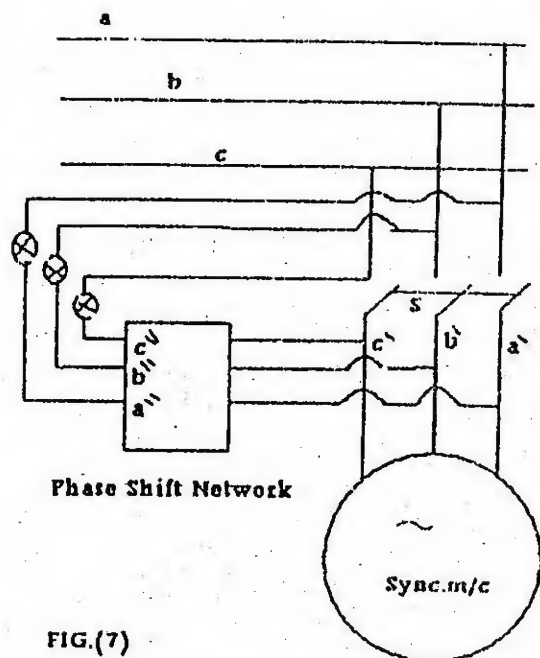 a
b
c
S
c' b' a'
c''
b''
a''
Phase Shift Network
~
Sync.m/c
FIG.(7)